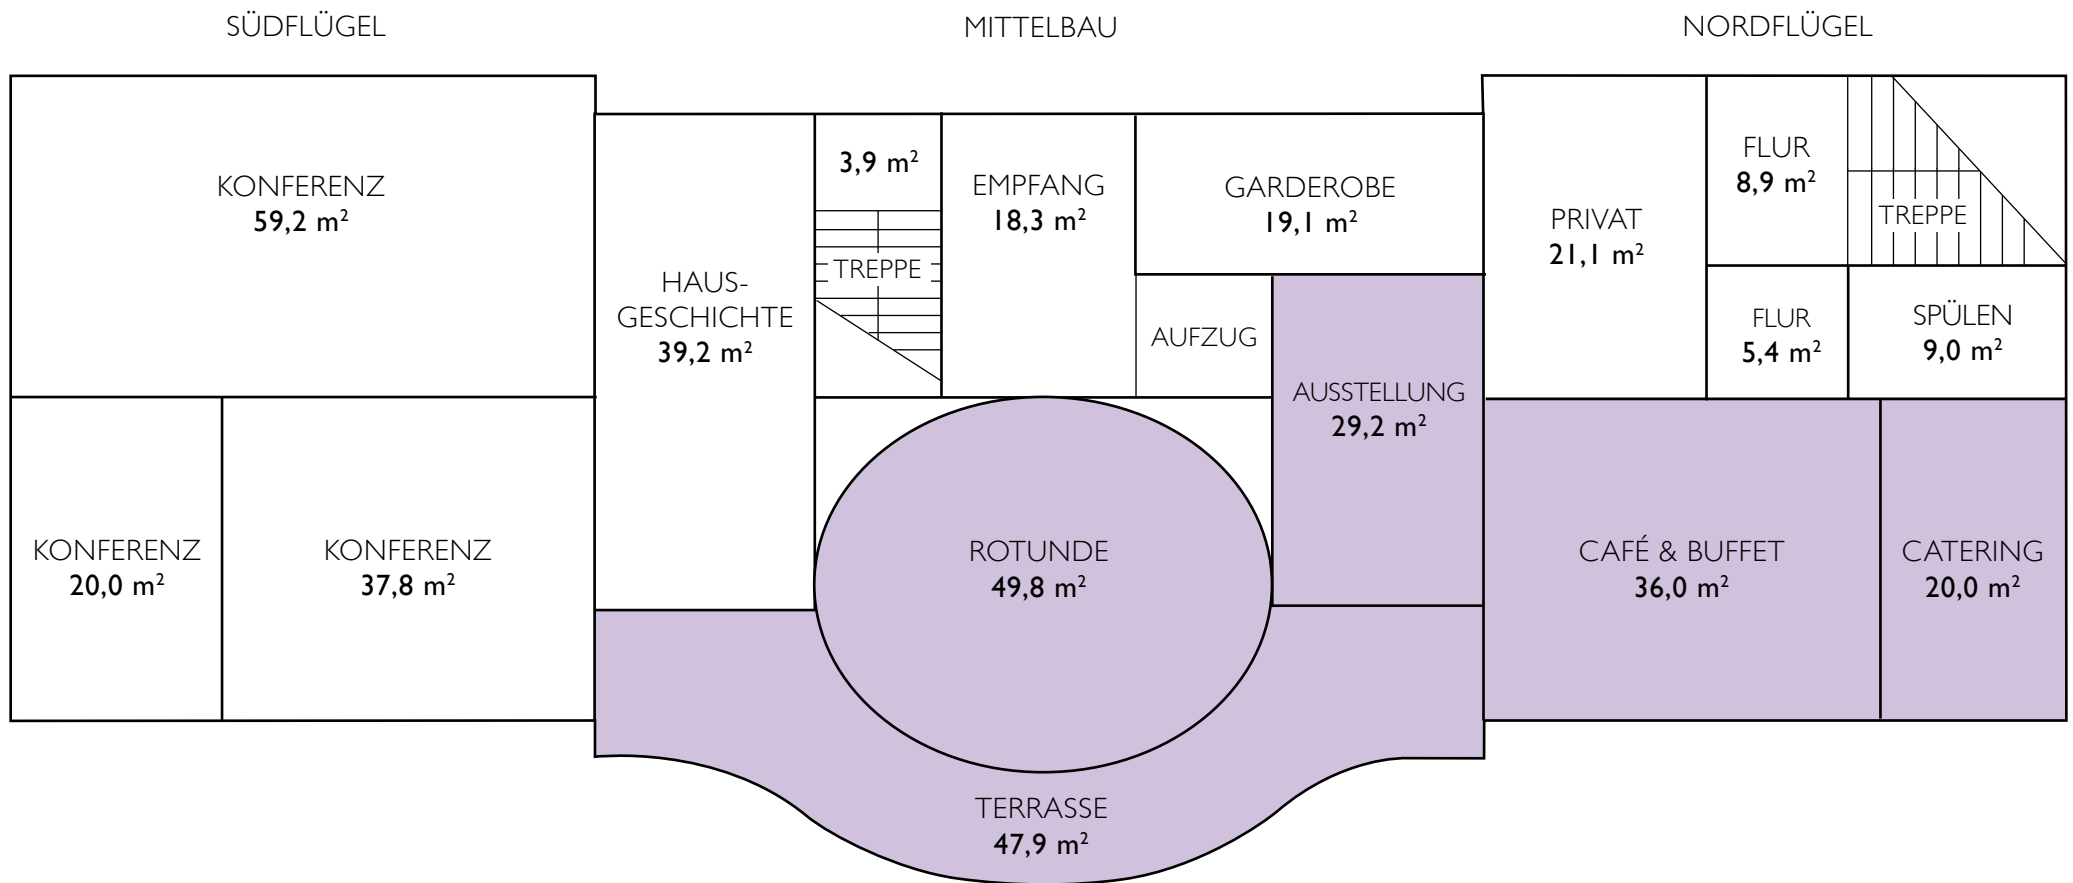 SÜDFLÜGEL
MITTELBAU
NORDFLÜGEL
KONFERENZ
59,2 m²
KONFERENZ
20,0 m²
KONFERENZ
37,8 m²
HAUS-
GESCHICHTE
39,2 m²
3,9 m²
TREPPE
EMPFANG
18,3 m²
GARDEROBE
19,1 m²
AUFZUG
AUSSTELLUNG
29,2 m²
ROTUNDE
49,8 m²
TERRASSE
47,9 m²
PRIVAT
21,1 m²
FLUR
8,9 m²
TREPPE
FLUR
5,4 m²
SPÜLEN
9,0 m²
CAFÉ & BUFFET
36,0 m²
CATERING
20,0 m²